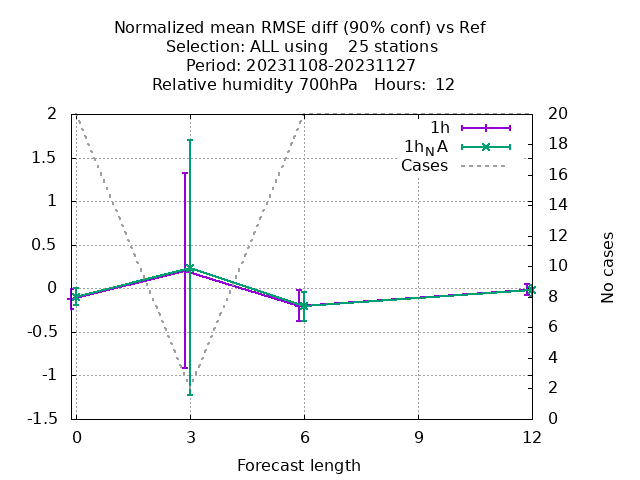 Normalized mean RMSE diff (90% conf) vs Ref
Selection: ALL using    25 stations
Period: 20231108-20231127
Relative humidity 700hPa   Hours:  12
2
1.5
1
0.5
0
-0.5
-1
-1.5
20
18
16
14
12
10
8
6
4
2
0
1h
1h_NA
Cases
No cases
0
3
6
9
12
Forecast length